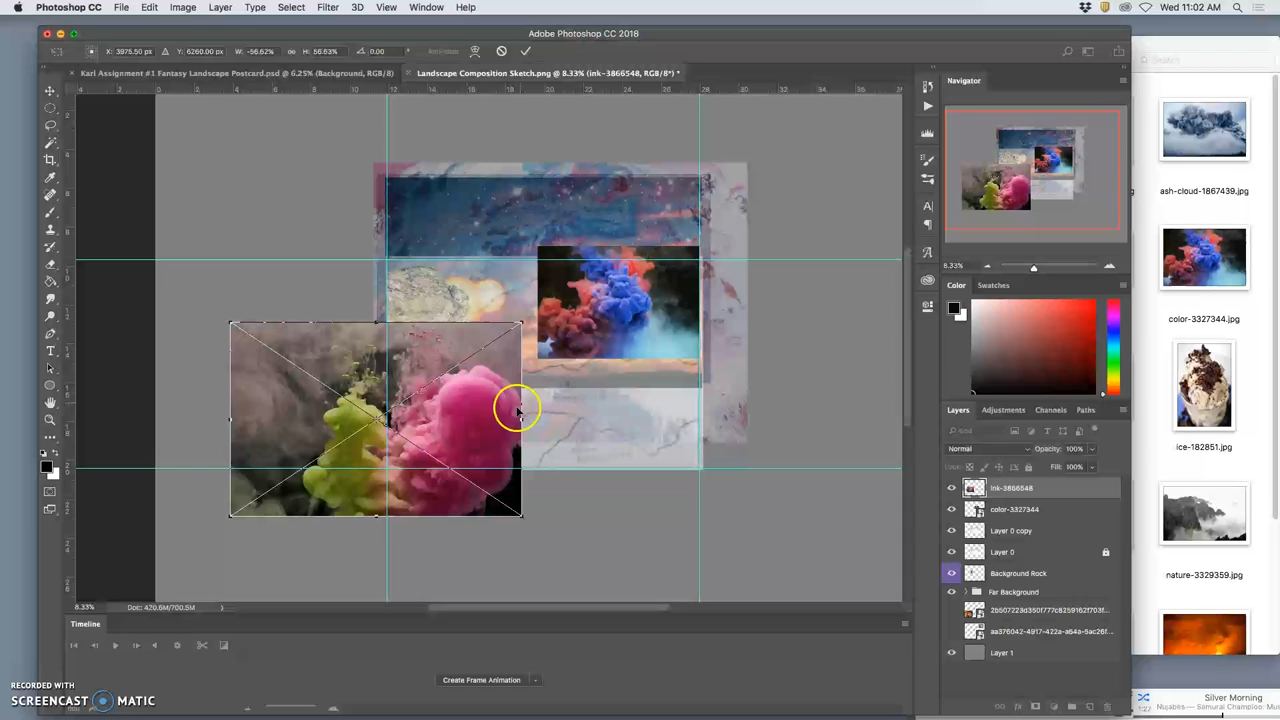 Photoshop CC File Edit Image Layer Type Select Filter 3D View Window Help Wed 11:02 AM
Adobe Photoshop CC 2018
X: 3975.50 px Y: 6260.00 px W: -56.62% H: 56.63% 0.00 Anti-alias
Karl Assignment #1 Fantasy Landscape Postcard.psd @ 6.25% (Background, RGB/8)
Landscape Composition Sketch.png @ 8.33% (ink-3866548, RGB/8*) *
Search
Navigator
8.33%
ash-cloud-1867439.jpg
Color Swatches
color-3327344.jpg
Layers Adjustments Channels Paths
Kind
Normal Opacity: 100%
Lock: Fill: 100%
ice-182851.jpg
ink-3866548
color-3327344
Layer 0 copy
Layer 0
Background Rock
nature-3329359.jpg
Far Background
Layer 1
8.33% Doc: 420.6M/700.5M
Timeline
Create Frame Animation
RECORDED WITH
SCREENCAST MATIC
Silver Morning
Nujabes — Samurai Champloo: